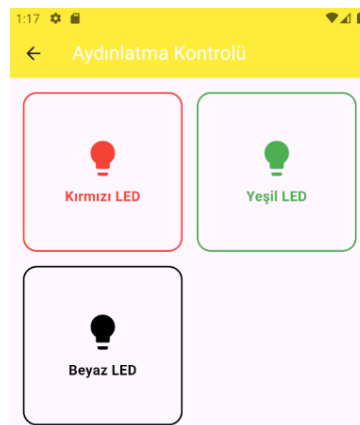 1:17
Aydınlatma Kontrolü
Kırmızı LED
Yeşil LED
Beyaz LED